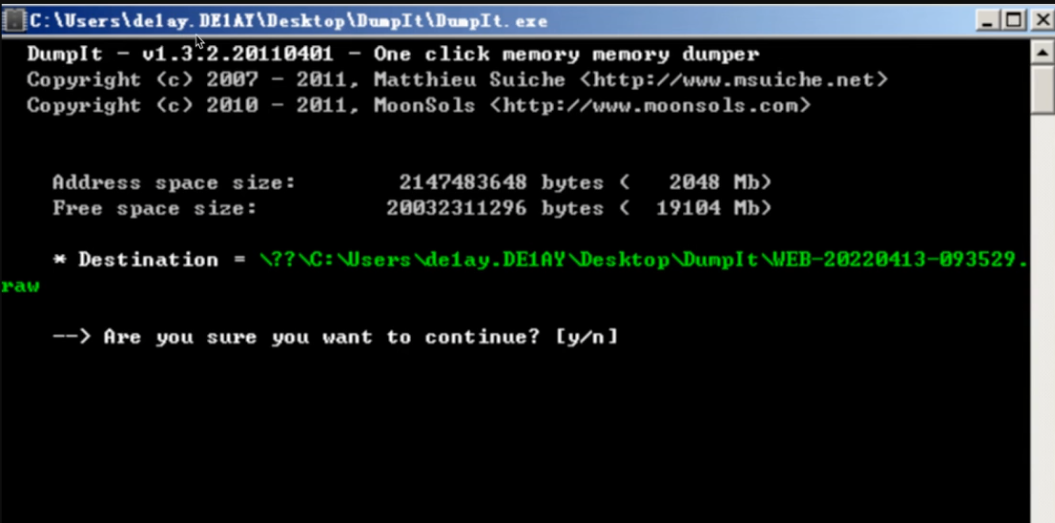 C:\Users\de1ay.DE1AY\Desktop\DumpIt\DumpIt.exe
DumpIt - v1.3.2.20110401 - One click memory memory dumper
Copyright (c) 2007 - 2011, Matthieu Suiche <http://www.msuiche.net>
Copyright (c) 2010 - 2011, MoonSols <http://www.moonsols.com>
Address space size: 2147483648 bytes ( 2048 Mb)
Free space size: 20032311296 bytes ( 19104 Mb)
* Destination = \??\C:\Users\de1ay.DE1AY\Desktop\DumpIt\WEB-20220413-093529.
raw
--> Are you sure you want to continue? [y/n]